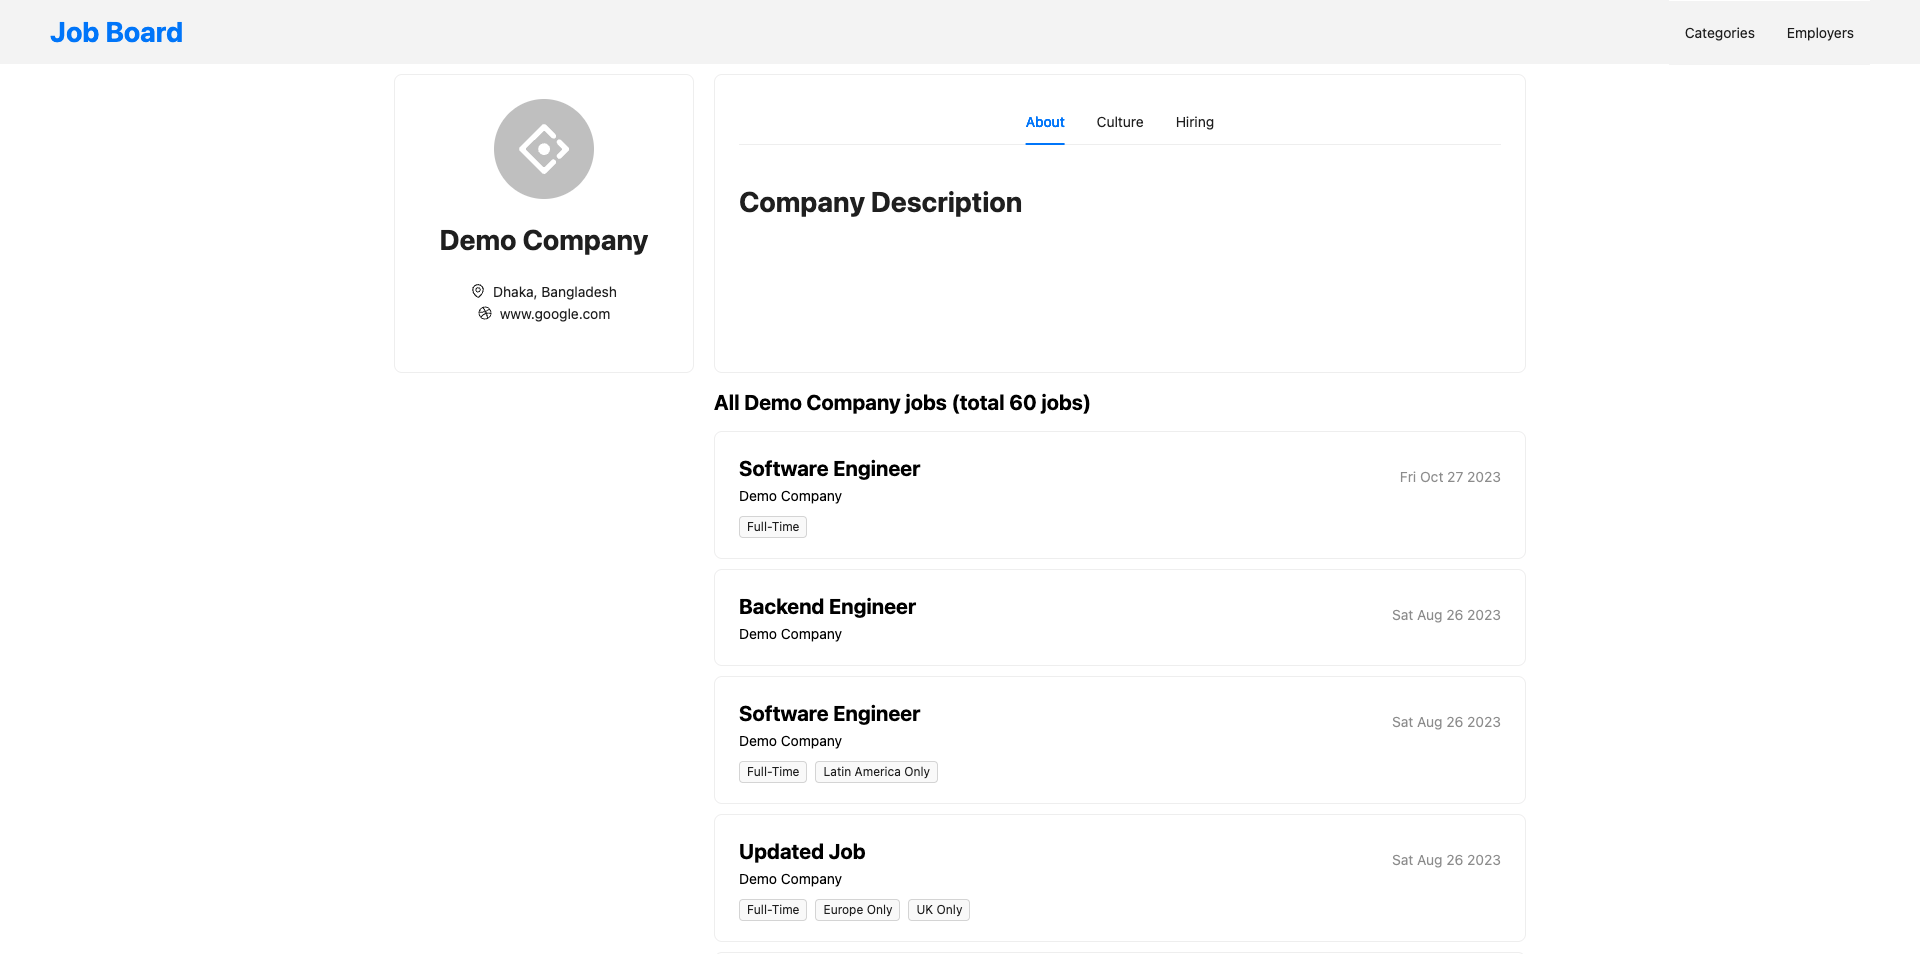 Job Board
Categories
Employers
Demo Company
Dhaka, Bangladesh
www.google.com
About
Culture
Hiring
Company Description
All Demo Company jobs (total 60 jobs)
Software Engineer
Fri Oct 27 2023
Demo Company
Full-Time
Backend Engineer
Sat Aug 26 2023
Demo Company
Software Engineer
Sat Aug 26 2023
Demo Company
Full-Time
Latin America Only
Updated Job
Sat Aug 26 2023
Demo Company
Full-Time
Europe Only
UK Only